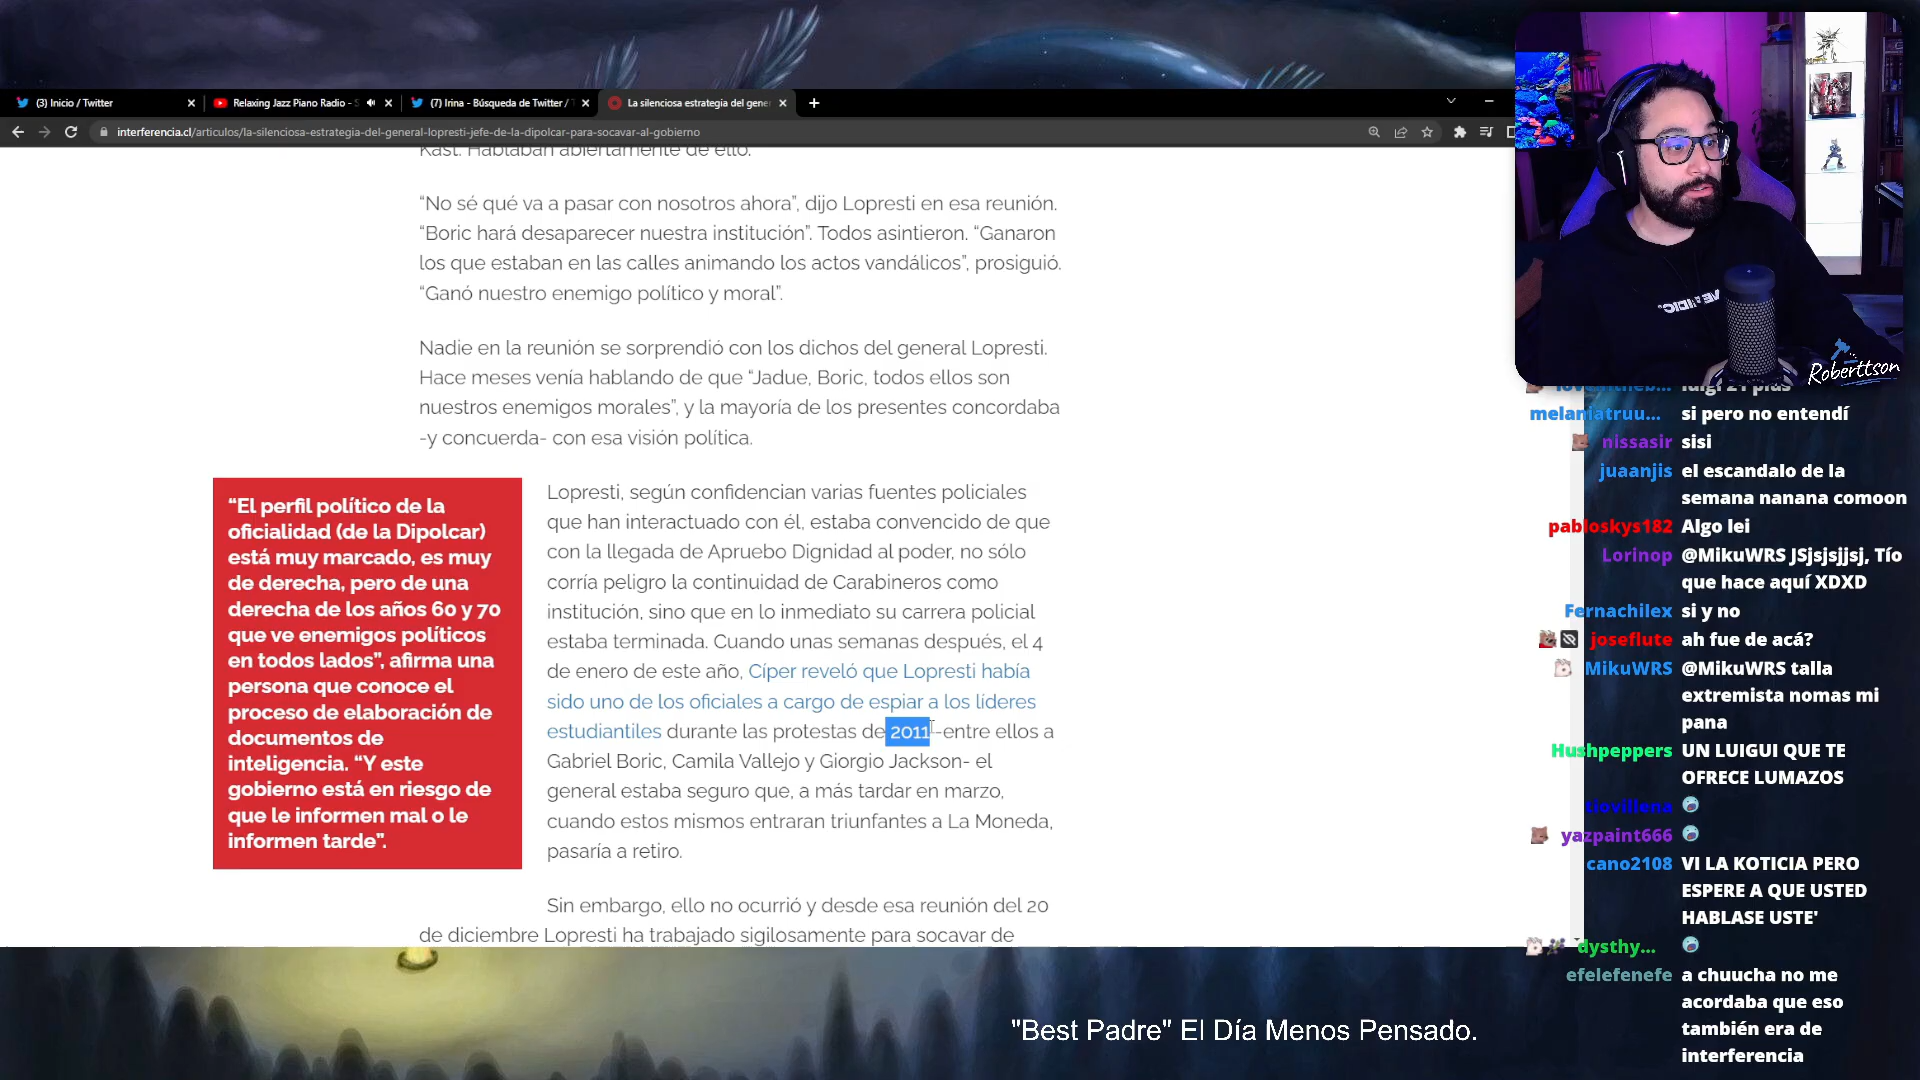 (3) Inicio / Twitter
Relaxing Jazz Piano Radio - S
(7) Irina - Búsqueda de Twitter / T
La silenciosa estrategia del gene
interferencia.cl/articulos/la-silenciosa-estrategia-del-general-lopresti-jefe-de-la-dipolcar-para-socavar-al-gobierno
Kast. Hablaban abiertamente de ello.
“No sé qué va a pasar con nosotros ahora”, dijo Lopresti en esa reunión.
“Boric hará desaparecer nuestra institución”. Todos asintieron. “Ganaron
los que estaban en las calles animando los actos vandálicos”, prosiguió.
“Ganó nuestro enemigo político y moral”.
Nadie en la reunión se sorprendió con los dichos del general Lopresti.
Hace meses venía hablando de que “Jadue, Boric, todos ellos son
nuestros enemigos morales”, y la mayoría de los presentes concordaba
-y concuerda- con esa visión política.
“El perfil político de la
oficialidad (de la Dipolcar)
está muy marcado, es muy
de derecha, pero de una
derecha de los años 60 y 70
que ve enemigos políticos
en todos lados”, afirma una
persona que conoce el
proceso de elaboración de
documentos de
inteligencia. “Y este
gobierno está en riesgo de
que le informen mal o le
informen tarde”.
Lopresti, según confidencian varias fuentes policiales
que han interactuado con él, estaba convencido de que
con la llegada de Apruebo Dignidad al poder, no sólo
corría peligro la continuidad de Carabineros como
institución, sino que en lo inmediato su carrera policial
estaba terminada. Cuando unas semanas después, el 4
de enero de este año, Cíper reveló que Lopresti había
sido uno de los oficiales a cargo de espiar a los líderes
estudiantiles durante las protestas de 2011 -entre ellos a
Gabriel Boric, Camila Vallejo y Giorgio Jackson- el
general estaba seguro que, a más tardar en marzo,
cuando estos mismos entraran triunfantes a La Moneda,
pasaría a retiro.
Sin embargo, ello no ocurrió y desde esa reunión del 20
de diciembre Lopresti ha trabajado sigilosamente para socavar de
Roberttson
luigi 21 plus
melaniatruu... si pero no entendí
nissasir sisi
juaanjis el escandalo de la
semana nanana comoon
pabloskys182 Algo lei
Lorinop @MikuWRS JSjsjsjjsj, Tío
que hace aquí XDXD
Fernachilex si y no
joseflute ah fue de acá?
MikuWRS @MikuWRS talla
extremista nomas mi
pana
Hushpeppers UN LUIGUI QUE TE
OFRECE LUMAZOS
tiovillena
yazpaint666
cano2108 VI LA KOTICIA PERO
ESPERE A QUE USTED
HABLASE USTE'
dysthy...
efelefenefe a chuucha no me
acordaba que eso
también era de
interferencia
"Best Padre" El Día Menos Pensado.